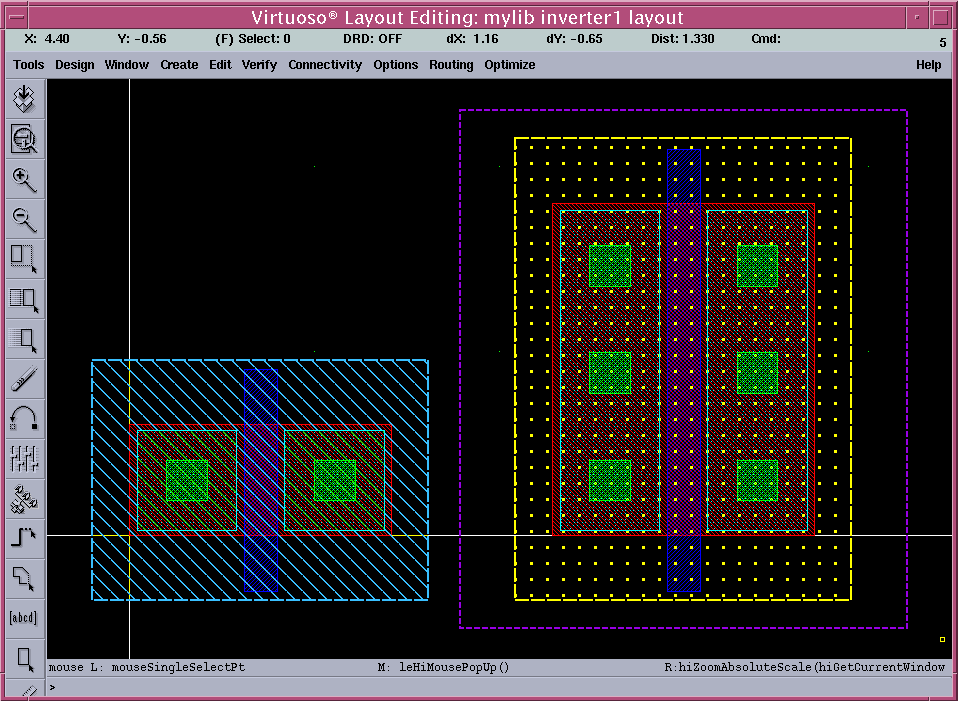 Virtuoso® Layout Editing: mylib inverter1 layout
X: 4.40 Y: -0.56 (F) Select: 0 DRD: OFF dX: 1.16 dY: -0.65 Dist: 1.330 Cmd: 5
Tools Design Window Create Edit Verify Connectivity Options Routing Optimize Help
[abcd]
mouse L: mouseSingleSelectPt M: leHiMousePopUp() R:hiZoomAbsoluteScale(hiGetCurrentWindow
>